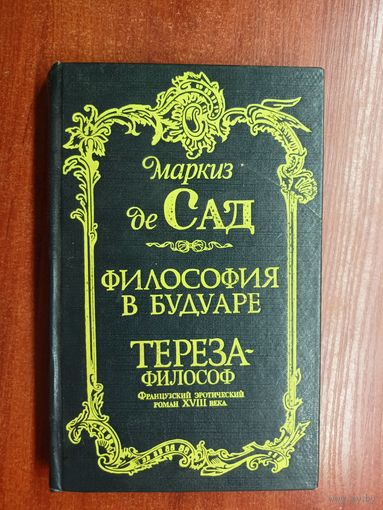 Маркиз
де САД
ФИЛОСОФИЯ
В БУДУАРЕ
ТЕРЕЗА-
ФИЛОСОФ
ФРАНЦУЗСКИЙ ЭРОТИЧЕСКИЙ
РОМАН XVIII ВЕКА